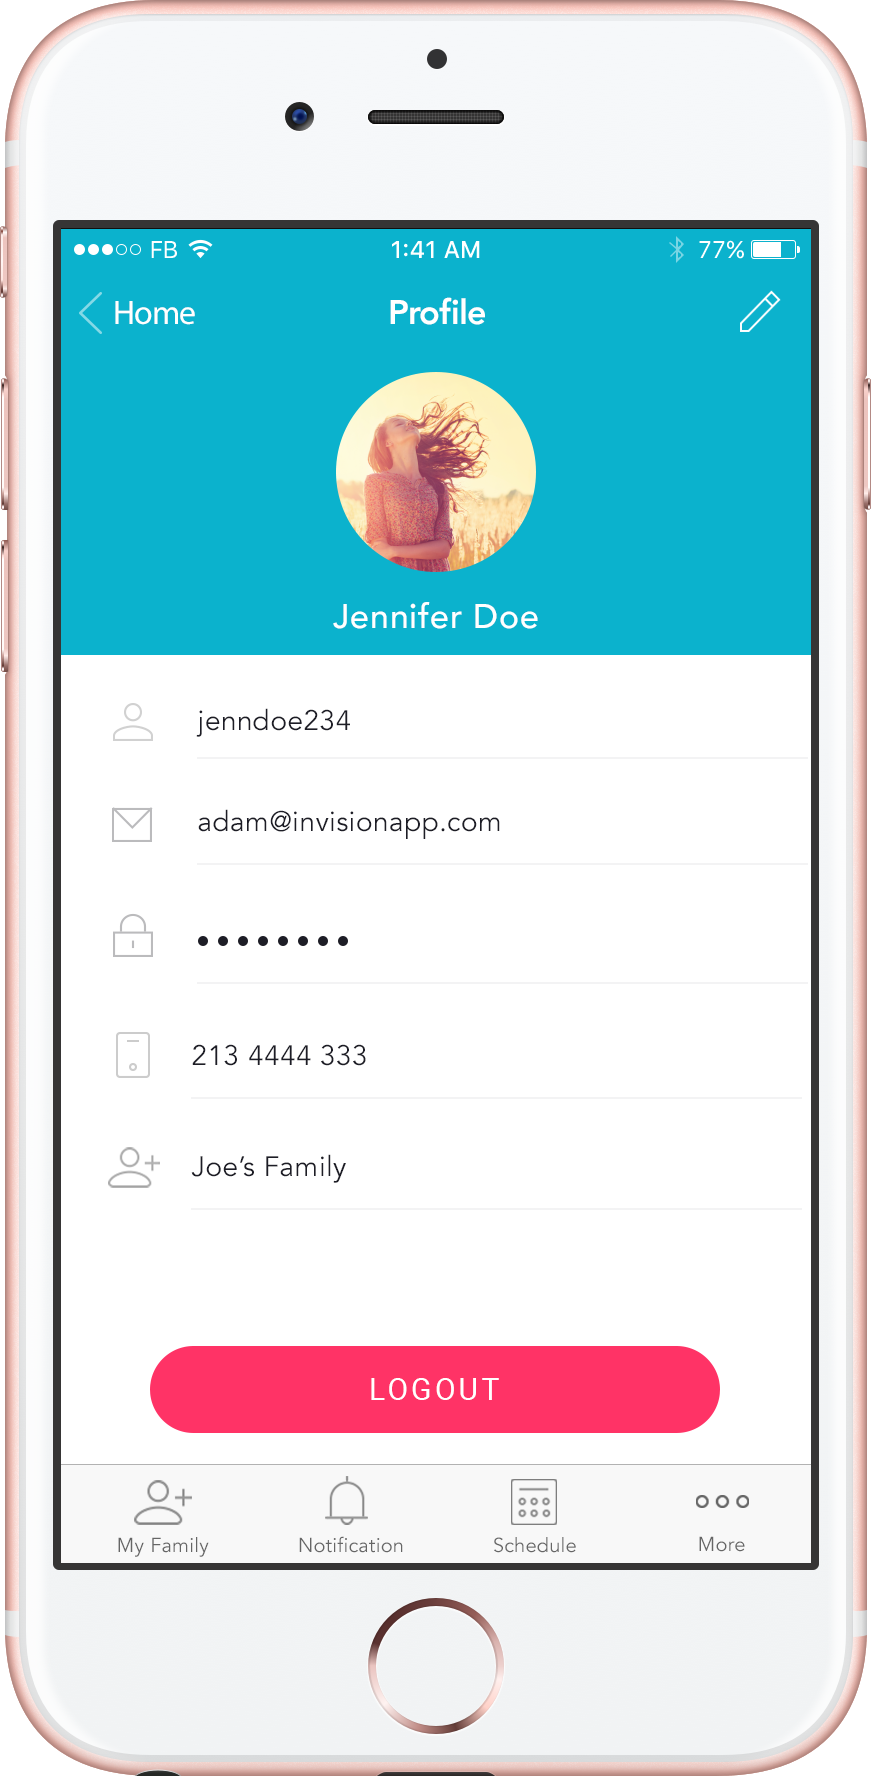 FB 1:41 AM 77%
Home Profile
Jennifer Doe
jenndoe234
adam@invisionapp.com
••••••••
213 4444 333
Joe’s Family
LOGOUT
My Family Notification Schedule More